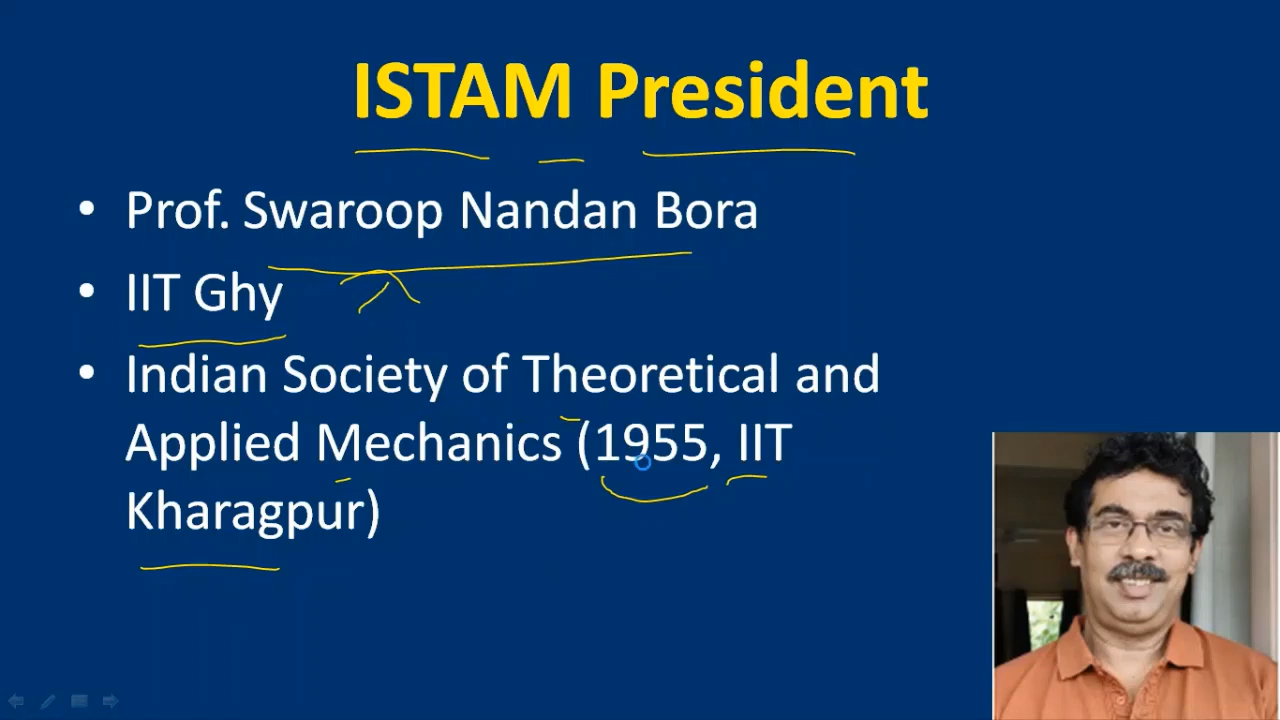 ISTAM President
• Prof. Swaroop Nandan Bora
• IIT Ghy
• Indian Society of Theoretical and
Applied Mechanics (1955, IIT
Kharagpur)